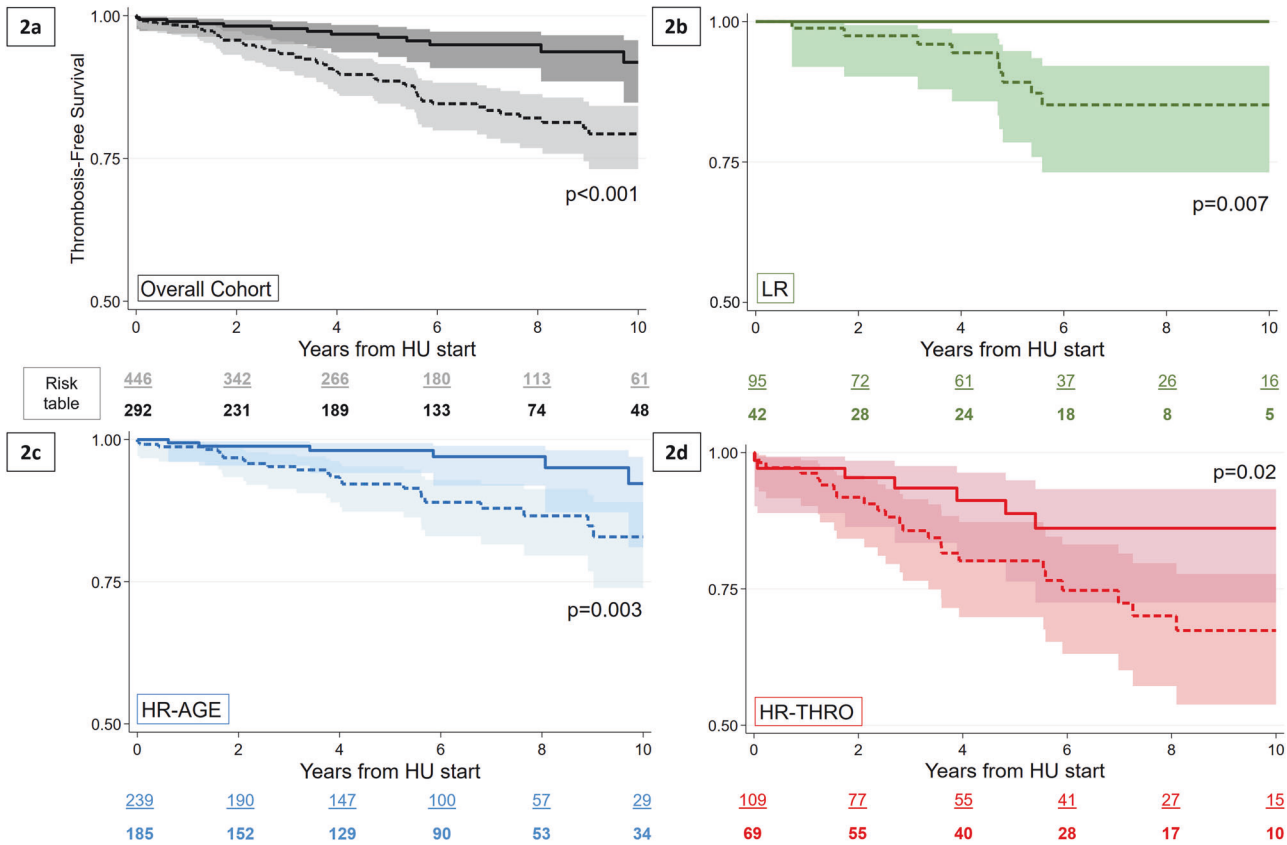 2a
Thrombosis-Free Survival
1.00
0.75
0.50
p<0.001
Overall Cohort
0 2 4 6 8 10
Years from HU start
2b
1.00
0.75
0.50
p=0.007
LR
0 2 4 6 8 10
Years from HU start
Risk
table
446 342 266 180 113 61
292 231 189 133 74 48
95 72 61 37 26 16
42 28 24 18 8 5
2c
1.00
0.75
0.50
p=0.003
HR-AGE
0 2 4 6 8 10
Years from HU start
239 190 147 100 57 29
185 152 129 90 53 34
2d
1.00
0.75
0.50
p=0.02
HR-THRO
0 2 4 6 8 10
Years from HU start
109 77 55 41 27 15
69 55 40 28 17 10